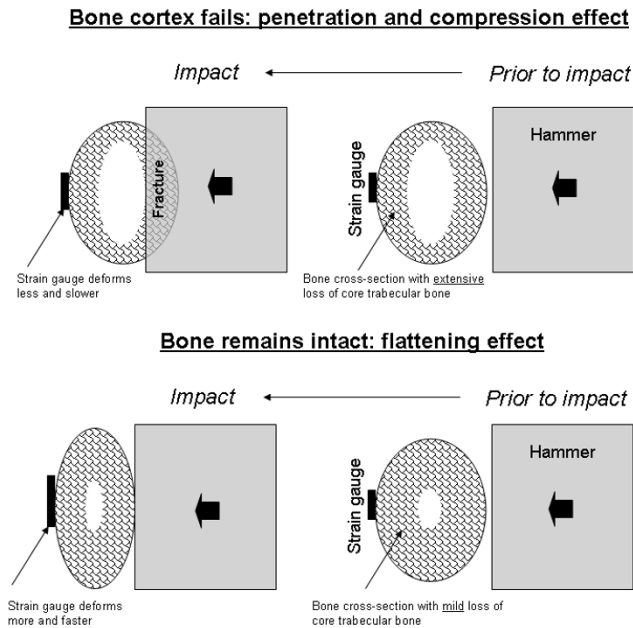 Bone cortex fails: penetration and compression effect
Impact
Prior to impact
Fracture
Strain gauge
Hammer
Strain gauge deforms
less and slower
Bone cross-section with extensive
loss of core trabecular bone
Bone remains intact: flattening effect
Impact
Prior to impact
Strain gauge
Hammer
Strain gauge deforms
more and faster
Bone cross-section with mild loss of
core trabecular bone